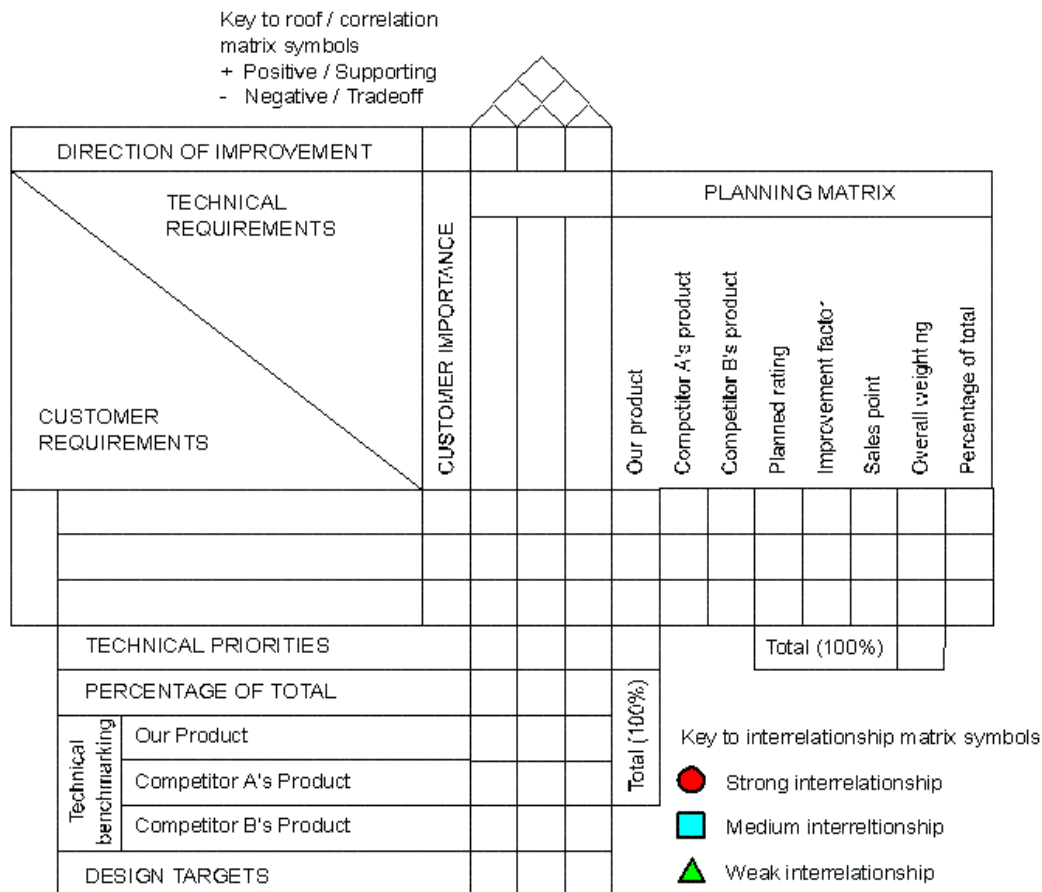 Key to roof / correlation
matrix symbols
+ Positive / Supporting
- Negative / Tradeoff
DIRECTION OF IMPROVEMENT
TECHNICAL
REQUIREMENTS
CUSTOMER
REQUIREMENTS
CUSTOMER IMPORTANCE
PLANNING MATRIX
Our product
Competitor A's product
Competitor B's product
Planned rating
Improvement factor
Sales point
Overall weight ng
Percentage of total
TECHNICAL PRIORITIES
Total (100%)
PERCENTAGE OF TOTAL
Total (100%)
Technical
benchmarking
Our Product
Competitor A's Product
Competitor B's Product
DESIGN TARGETS
Key to interrelationship matrix symbols
Strong interrelationship
Medium interreltionship
Weak interrelationship